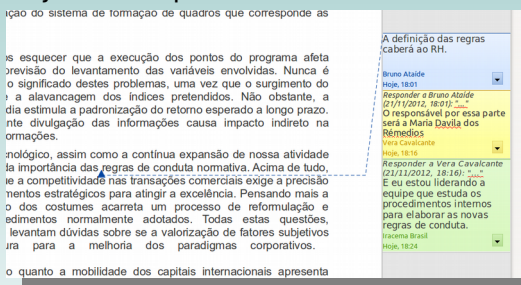 ação do sistema de formação de quadros que corresponde às
esquecer que a execução dos pontos do programa afeta
previsão do levantamento das variáveis envolvidas. Nunca é
o significado destes problemas, uma vez que o surgimento do
e a alavancagem dos índices pretendidos. Não obstante, a
dia estimula a padronização do retorno esperado a longo prazo.
ante divulgação das informações causa impacto indireto na
ormações.
cnológico, assim como a contínua expansão de nossa atividade
da importância das regras de conduta normativa. Acima de tudo,
ue a competitividade nas transações comerciais exige a precisão
mentos estratégicos para atingir a excelência. Pensando mais a
o dos costumes acarreta um processo de reformulação e
edimentos normalmente adotados. Todas estas questões,
levantam dúvidas sobre se a valorização de fatores subjetivos
ura para a melhoria dos paradigmas corporativos.
o quanto a mobilidade dos capitais internacionais apresenta
A definição das regras
caberá ao RH.
Bruno Ataíde
Hoje, 18:01
Responder a Bruno Ataíde
(21/11/2012, 18:01): "..."
O responsável por essa parte
será a Maria Davila dos
Rémedios
Vera Cavalcante
Hoje, 18:16
Responder a Vera Cavalcante
(21/11/2012, 18:16): "..."
E eu estou liderando a
equipe que estuda os
procedimentos internos
para elaborar as novas
regras de conduta.
Iracema Brasil
Hoje, 18:24